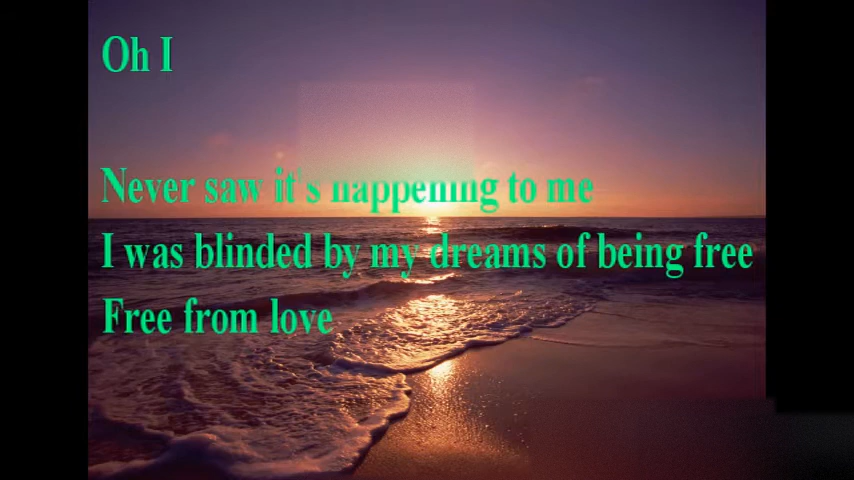 Oh I
Never saw it's happening to me
I was blinded by my dreams of being free
Free from love